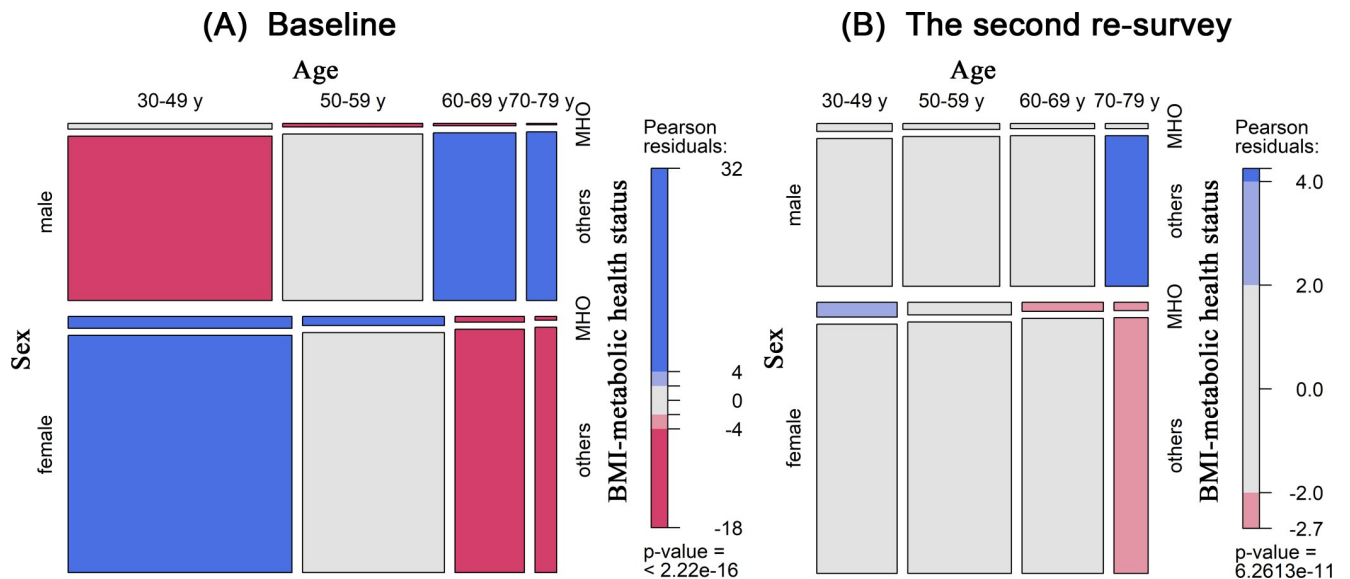 (A) Baseline
Age
30-49 y 50-59 y 60-69 y 70-79 y
MHO
others
male
MHO
others
female
Sex
BMI-metabolic health status
Pearson
residuals:
32
4
0
-4
-18
p-value =
< 2.22e-16
(B) The second re-survey
Age
30-49 y 50-59 y 60-69 y 70-79 y
MHO
others
male
MHO
others
female
Sex
BMI-metabolic health status
Pearson
residuals:
4.0
2.0
0.0
-2.0
-2.7
p-value =
6.2613e-11